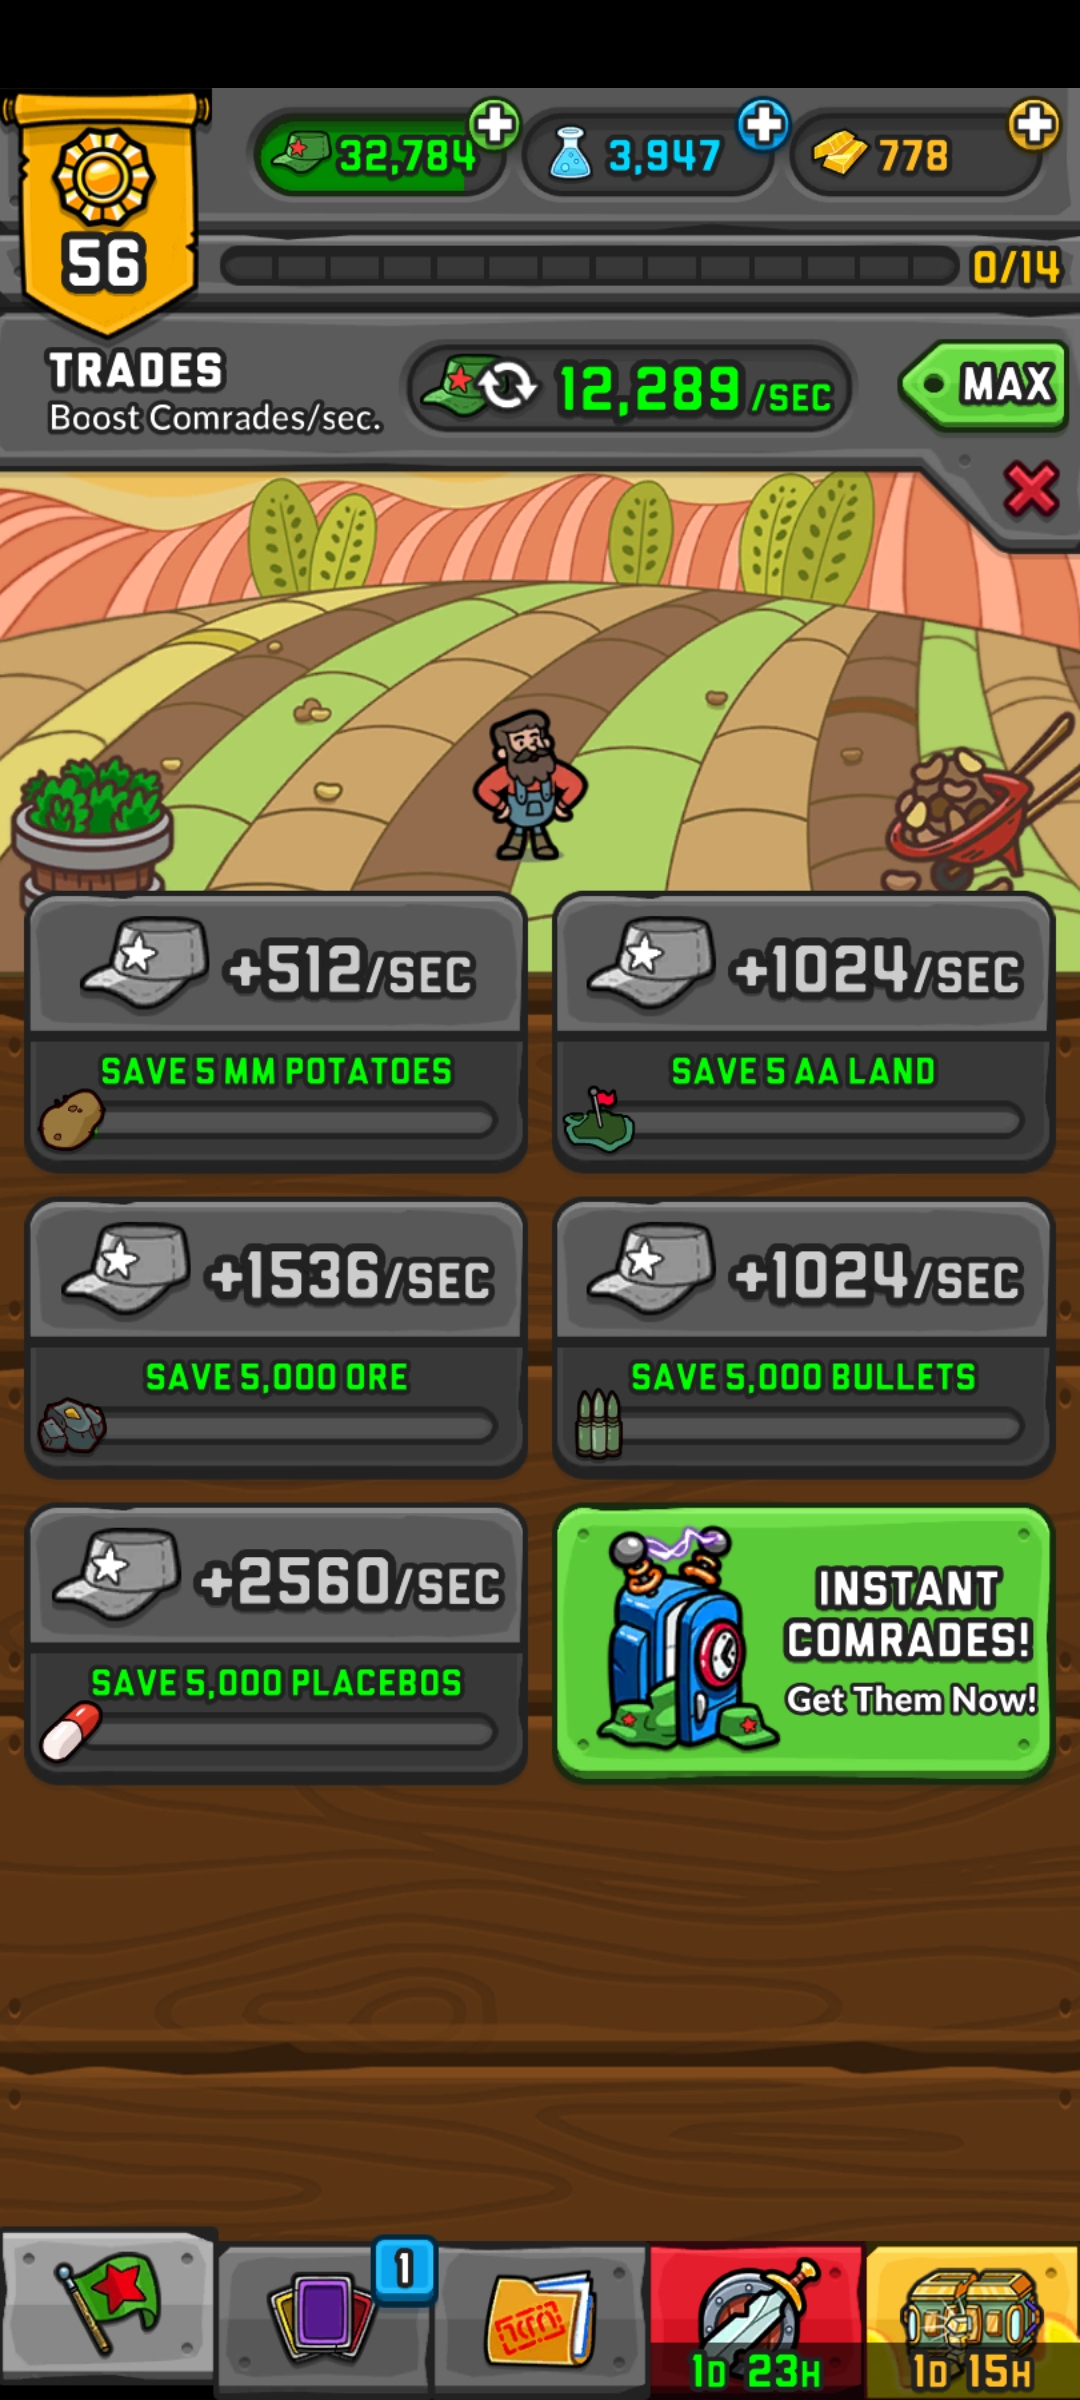 32,784
3,947
778
56
0/14
TRADES
Boost Comrades/sec.
12,289 /SEC
MAX
+512/SEC
SAVE 5 MM POTATOES
+1024/SEC
SAVE 5 AA LAND
+1536/SEC
SAVE 5,000 ORE
+1024/SEC
SAVE 5,000 BULLETS
+2560/SEC
SAVE 5,000 PLACEBOS
INSTANT
COMRADES!
Get Them Now!
1
1D 23H
1D 15H